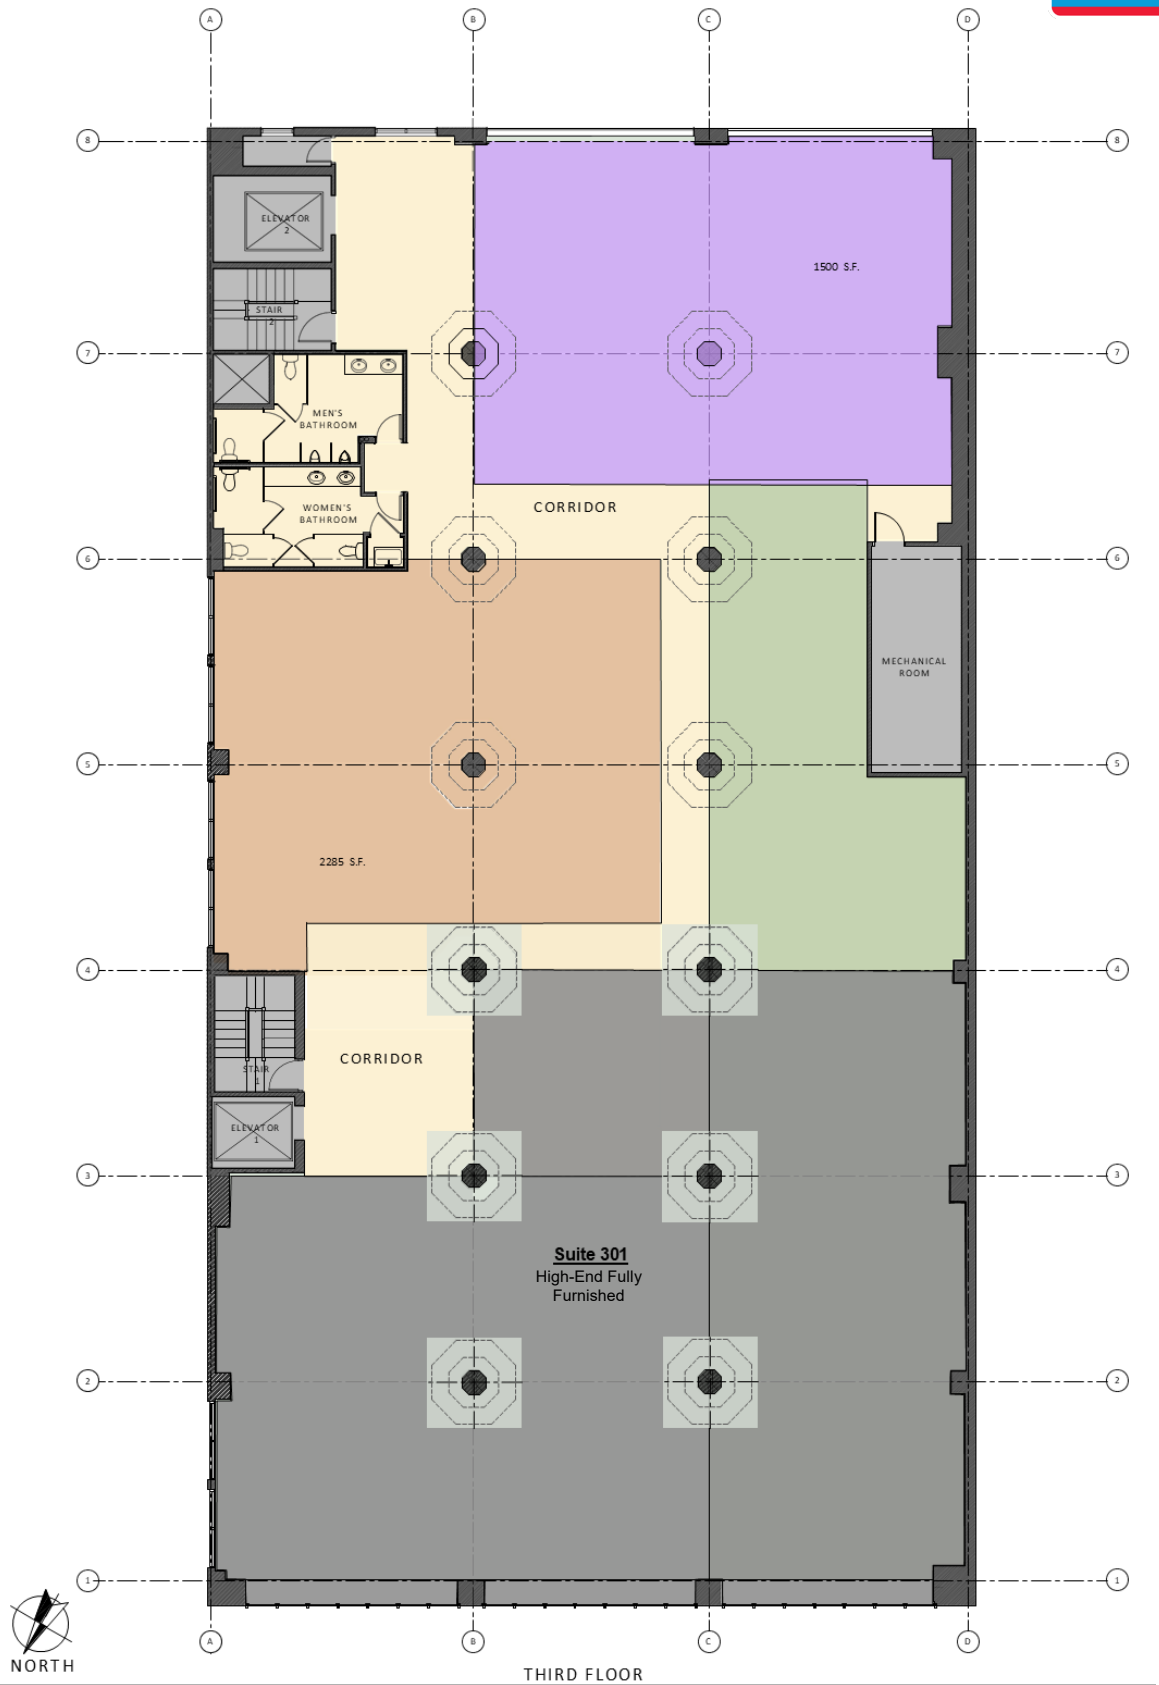 A B C D
8 8
ELEVATOR
2
1500 S.F.
STAIR
2
7 7
MEN'S
BATHROOM
WOMEN'S
BATHROOM
CORRIDOR
6 6
MECHANICAL
ROOM
5 5
2285 S.F.
4 4
CORRIDOR
STAIR
1
ELEVATOR
1
3 3
Suite 301
High-End Fully
Furnished
2 2
1 1
A B C D
NORTH
THIRD FLOOR